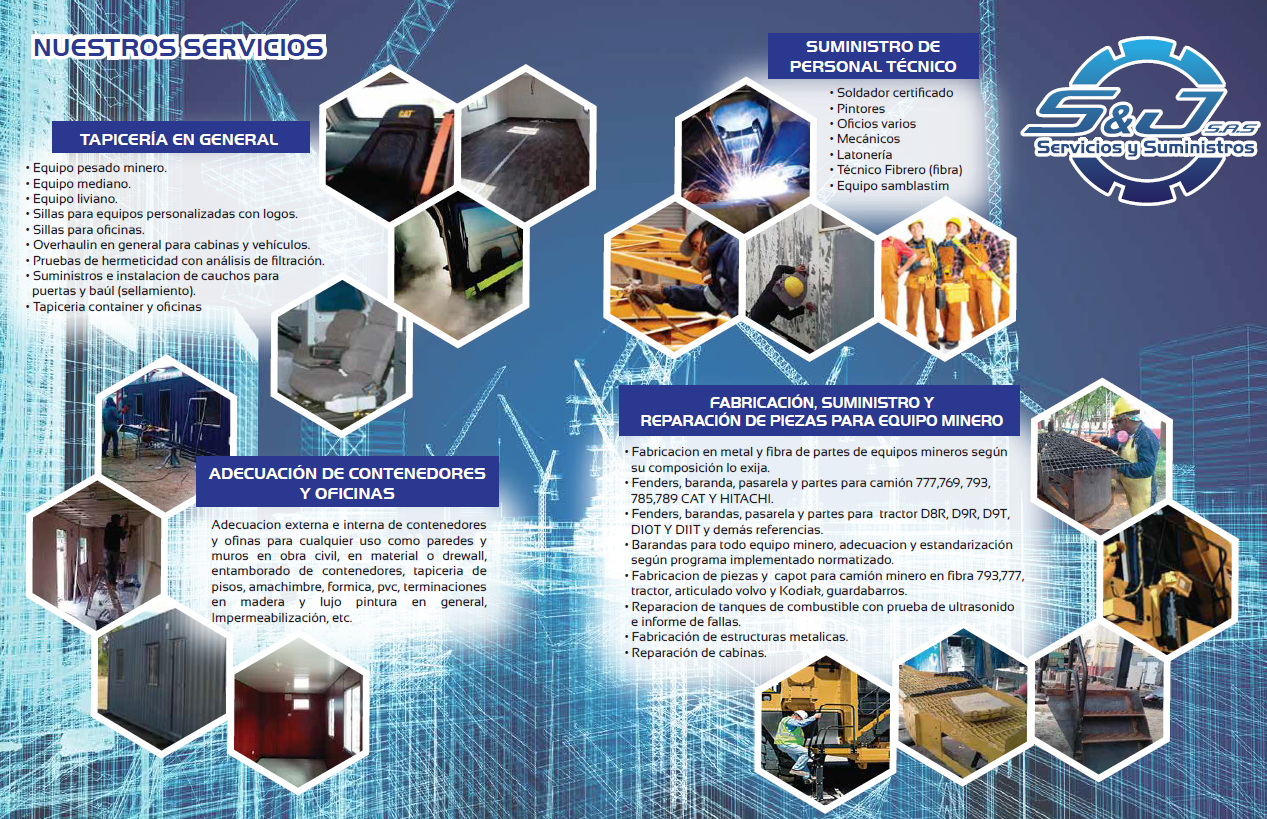 NUESTROS SERVICIOS
TAPICERÍA EN GENERAL
• Equipo pesado minero.
• Equipo mediano.
• Equipo liviano.
• Sillas para equipos personalizadas con logos.
• Sillas para oficinas.
• Overhaulin en general para cabinas y vehículos.
• Pruebas de hermeticidad con análisis de filtración.
• Suministros e instalacion de cauchos para
puertas y baúl (sellamiento).
• Tapiceria container y oficinas
CAT
ADECUACIÓN DE CONTENEDORES
Y OFICINAS
Adecuacion externa e interna de contenedores
y ofinas para cualquier uso como paredes y
muros en obra civil, en material o drewall,
entamborado de contenedores, tapiceria de
pisos, amachimbre, formica, pvc, terminaciones
en madera y lujo pintura en general,
Impermeabilización, etc.
SUMINISTRO DE
PERSONAL TÉCNICO
• Soldador certificado
• Pintores
• Oficios varios
• Mecánicos
• Latonería
• Técnico Fibrero (fibra)
• Equipo samblastim
S&J S.A.S
Servicios y Suministros
FABRICACIÓN, SUMINISTRO Y
REPARACIÓN DE PIEZAS PARA EQUIPO MINERO
• Fabricacion en metal y fibra de partes de equipos mineros según
su composición lo exija.
• Fenders, baranda, pasarela y partes para camión 777,769, 793,
785,789 CAT Y HITACHI.
• Fenders, barandas, pasarela y partes para tractor D8R, D9R, D9T,
DIOT Y DIIT y demás referencias.
• Barandas para todo equipo minero, adecuacion y estandarización
según programa implementado normatizado.
• Fabricacion de piezas y capot para camión minero en fibra 793,777,
tractor, articulado volvo y Kodiak, guardabarros.
• Reparacion de tanques de combustible con prueba de ultrasonido
e informe de fallas.
• Fabricación de estructuras metalicas.
• Reparación de cabinas.